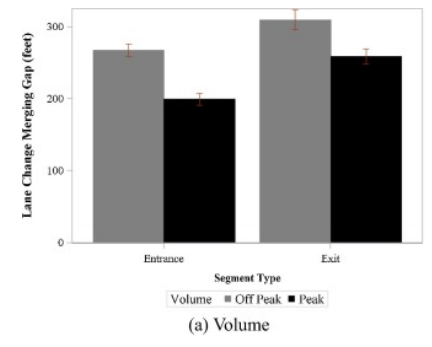 Lane Change Merging Gap (feet)
300
200
100
0
Entrance Exit
Segment Type
Volume Off Peak Peak
(a) Volume